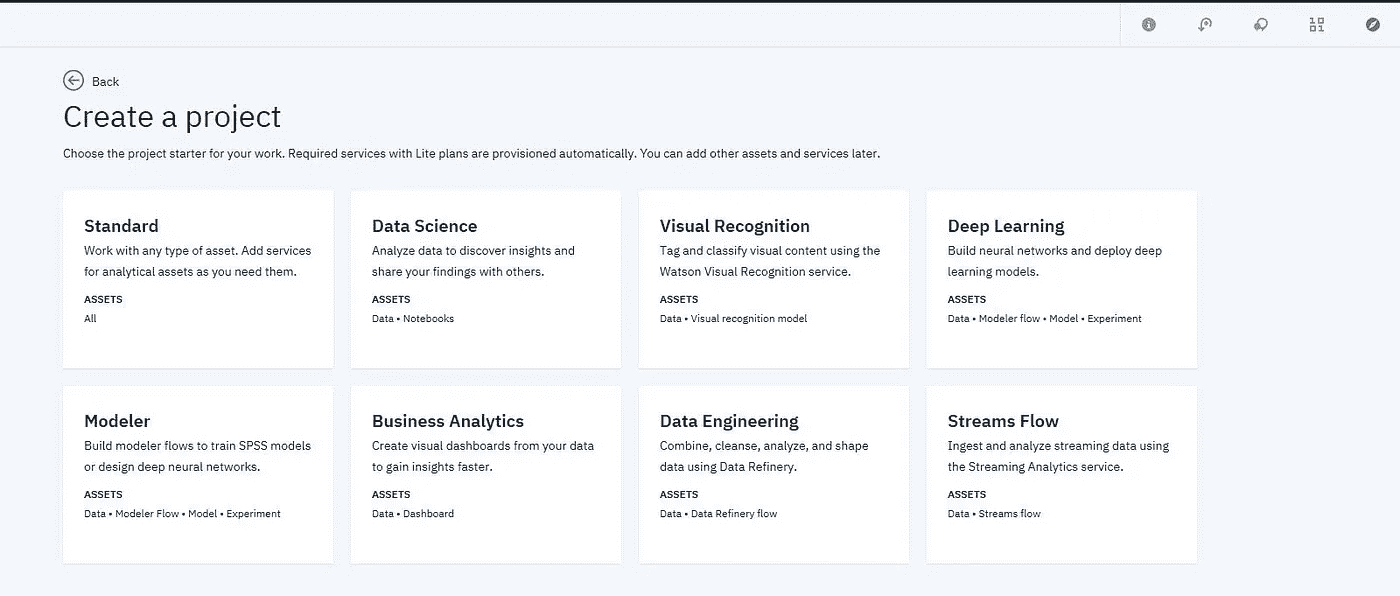 Back
Create a project
Choose the project starter for your work. Required services with Lite plans are provisioned automatically. You can add other assets and services later.
Standard
Work with any type of asset. Add services
for analytical assets as you need them.
ASSETS
All
Data Science
Analyze data to discover insights and
share your findings with others.
ASSETS
Data • Notebooks
Visual Recognition
Tag and classify visual content using the
Watson Visual Recognition service.
ASSETS
Data • Visual recognition model
Deep Learning
Build neural networks and deploy deep
learning models.
ASSETS
Data • Modeler flow • Model • Experiment
Modeler
Build modeler flows to train SPSS models
or design deep neural networks.
ASSETS
Data • Modeler Flow • Model • Experiment
Business Analytics
Create visual dashboards from your data
to gain insights faster.
ASSETS
Data • Dashboard
Data Engineering
Combine, cleanse, analyze, and shape
data using Data Refinery.
ASSETS
Data • Data Refinery flow
Streams Flow
Ingest and analyze streaming data using
the Streaming Analytics service.
ASSETS
Data • Streams flow